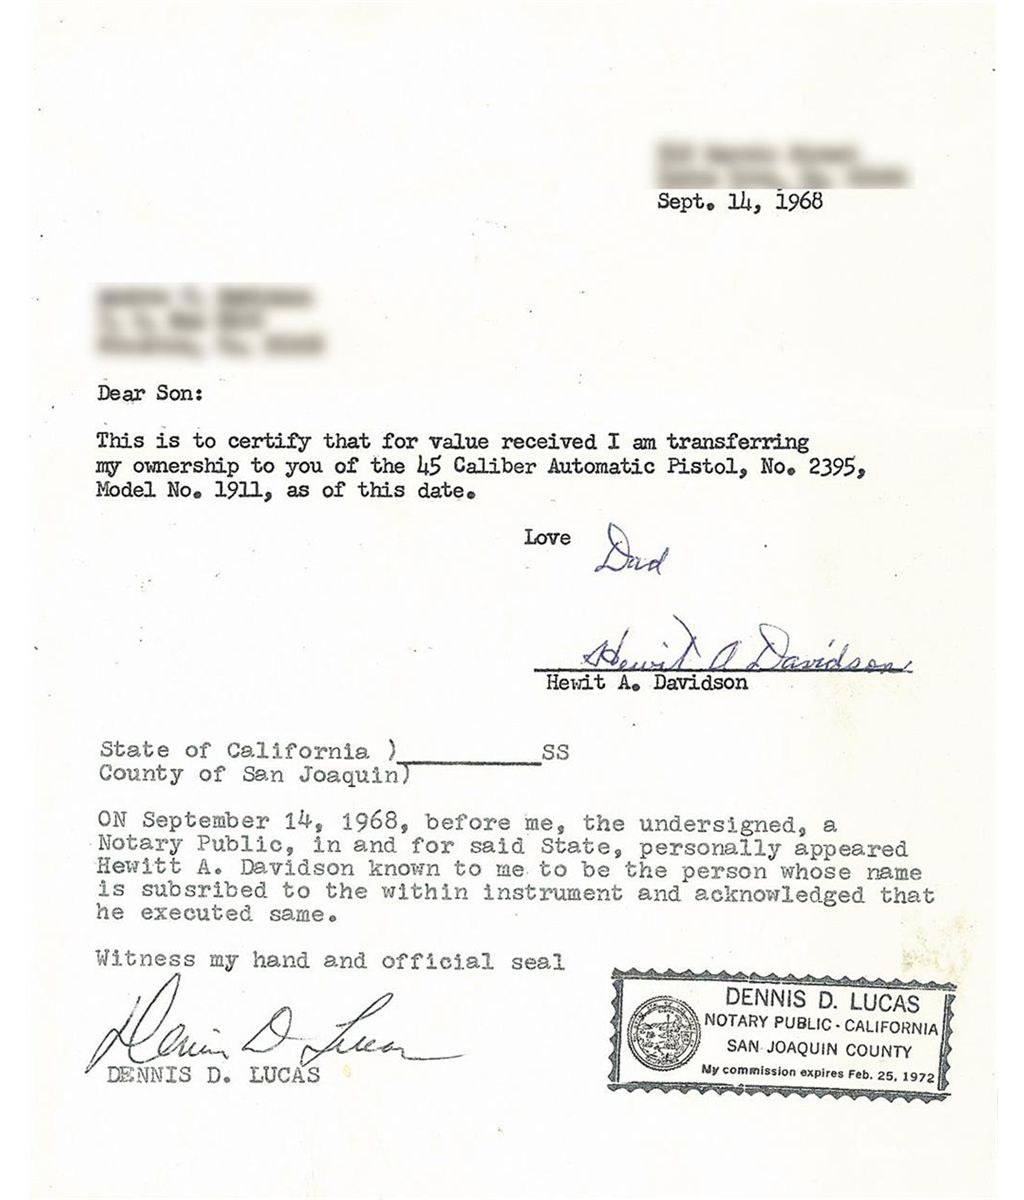 Sept. 14, 1968
Dear Son:
This is to certify that for value received I am transferring
my ownership to you of the 45 Caliber Automatic Pistol, No. 2395,
Model No. 1911, as of this date.
Love Dad
Hewit A Davidson
Hewit A. Davidson
State of California )__________SS
County of San Joaquin)
ON September 14, 1968, before me, the undersigned, a
Notary Public, in and for said State, personally appeared
Hewitt A. Davidson known to me to be the person whose name
is subsribed to the within instrument and acknowledged that
he executed same.
Witness my hand and official seal
Dennis D. Lucas
DENNIS D. LUCAS
DENNIS D. LUCAS
NOTARY PUBLIC - CALIFORNIA
SAN JOAQUIN COUNTY
My commission expires Feb. 25, 1972